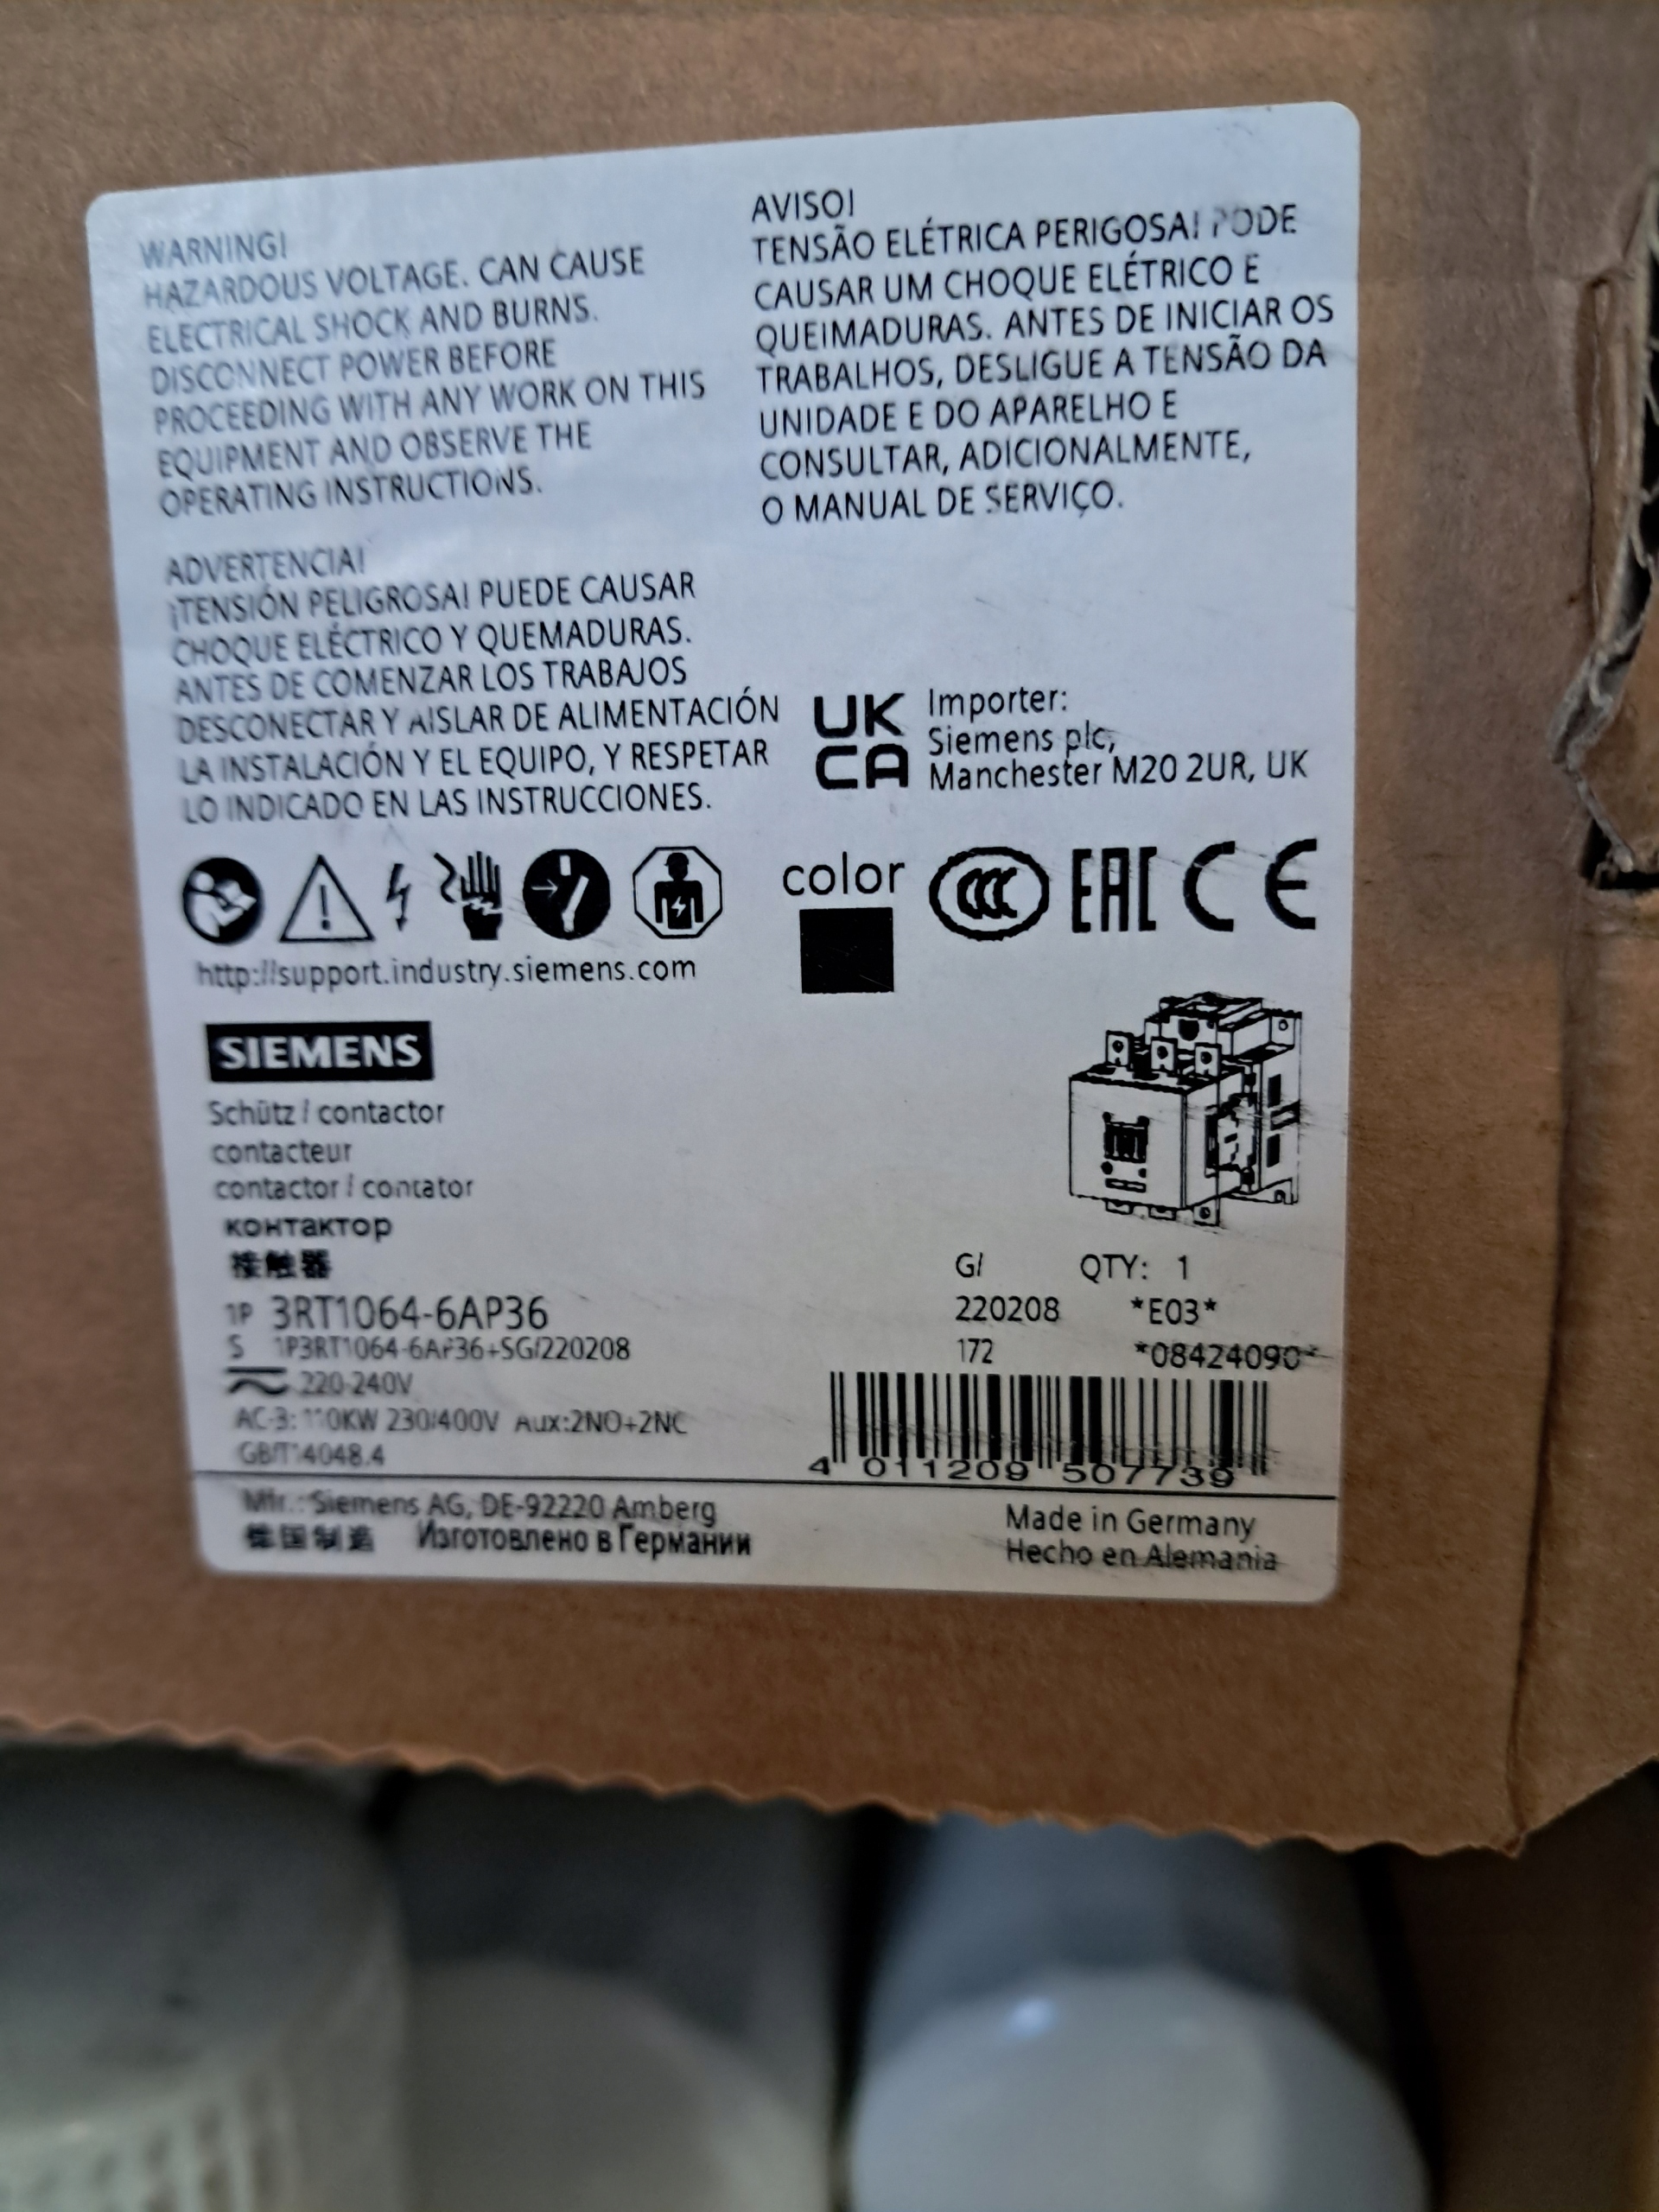 WARNING!
HAZARDOUS VOLTAGE. CAN CAUSE
ELECTRICAL SHOCK AND BURNS.
DISCONNECT POWER BEFORE
PROCEEDING WITH ANY WORK ON THIS
EQUIPMENT AND OBSERVE THE
OPERATING INSTRUCTIONS.
AVISO!
TENSÃO ELÉTRICA PERIGOSA! PODE
CAUSAR UM CHOQUE ELÉTRICO E
QUEIMADURAS. ANTES DE INICIAR OS
TRABALHOS, DESLIGUE A TENSÃO DA
UNIDADE E DO APARELHO E
CONSULTAR, ADICIONALMENTE,
O MANUAL DE SERVIÇO.
ADVERTENCIA!
¡TENSIÓN PELIGROSA! PUEDE CAUSAR
CHOQUE ELÉCTRICO Y QUEMADURAS.
ANTES DE COMENZAR LOS TRABAJOS
DESCONECTAR Y AISLAR DE ALIMENTACIÓN
LA INSTALACIÓN Y EL EQUIPO, Y RESPETAR
LO INDICADO EN LAS INSTRUCCIONES.
UK
CA
Importer:
Siemens plc,
Manchester M20 2UR, UK
color
CCC EAC CE
http://support.industry.siemens.com
SIEMENS
Schütz / contactor
contacteur
contactor / contator
контактор
接触器
1P 3RT1064-6AP36
S 1P3RT1064-6AP36+SG/220208
220-240V
AC-3: 110KW 230/400V Aux:2NO+2NC
GB/T14048.4
G/ QTY: 1
220208 *E03*
172 *08424090*
4 011209 507739
Mfr.: Siemens AG, DE-92220 Amberg
德国制造 Изготовлено в Германии
Made in Germany
Hecho en Alemania